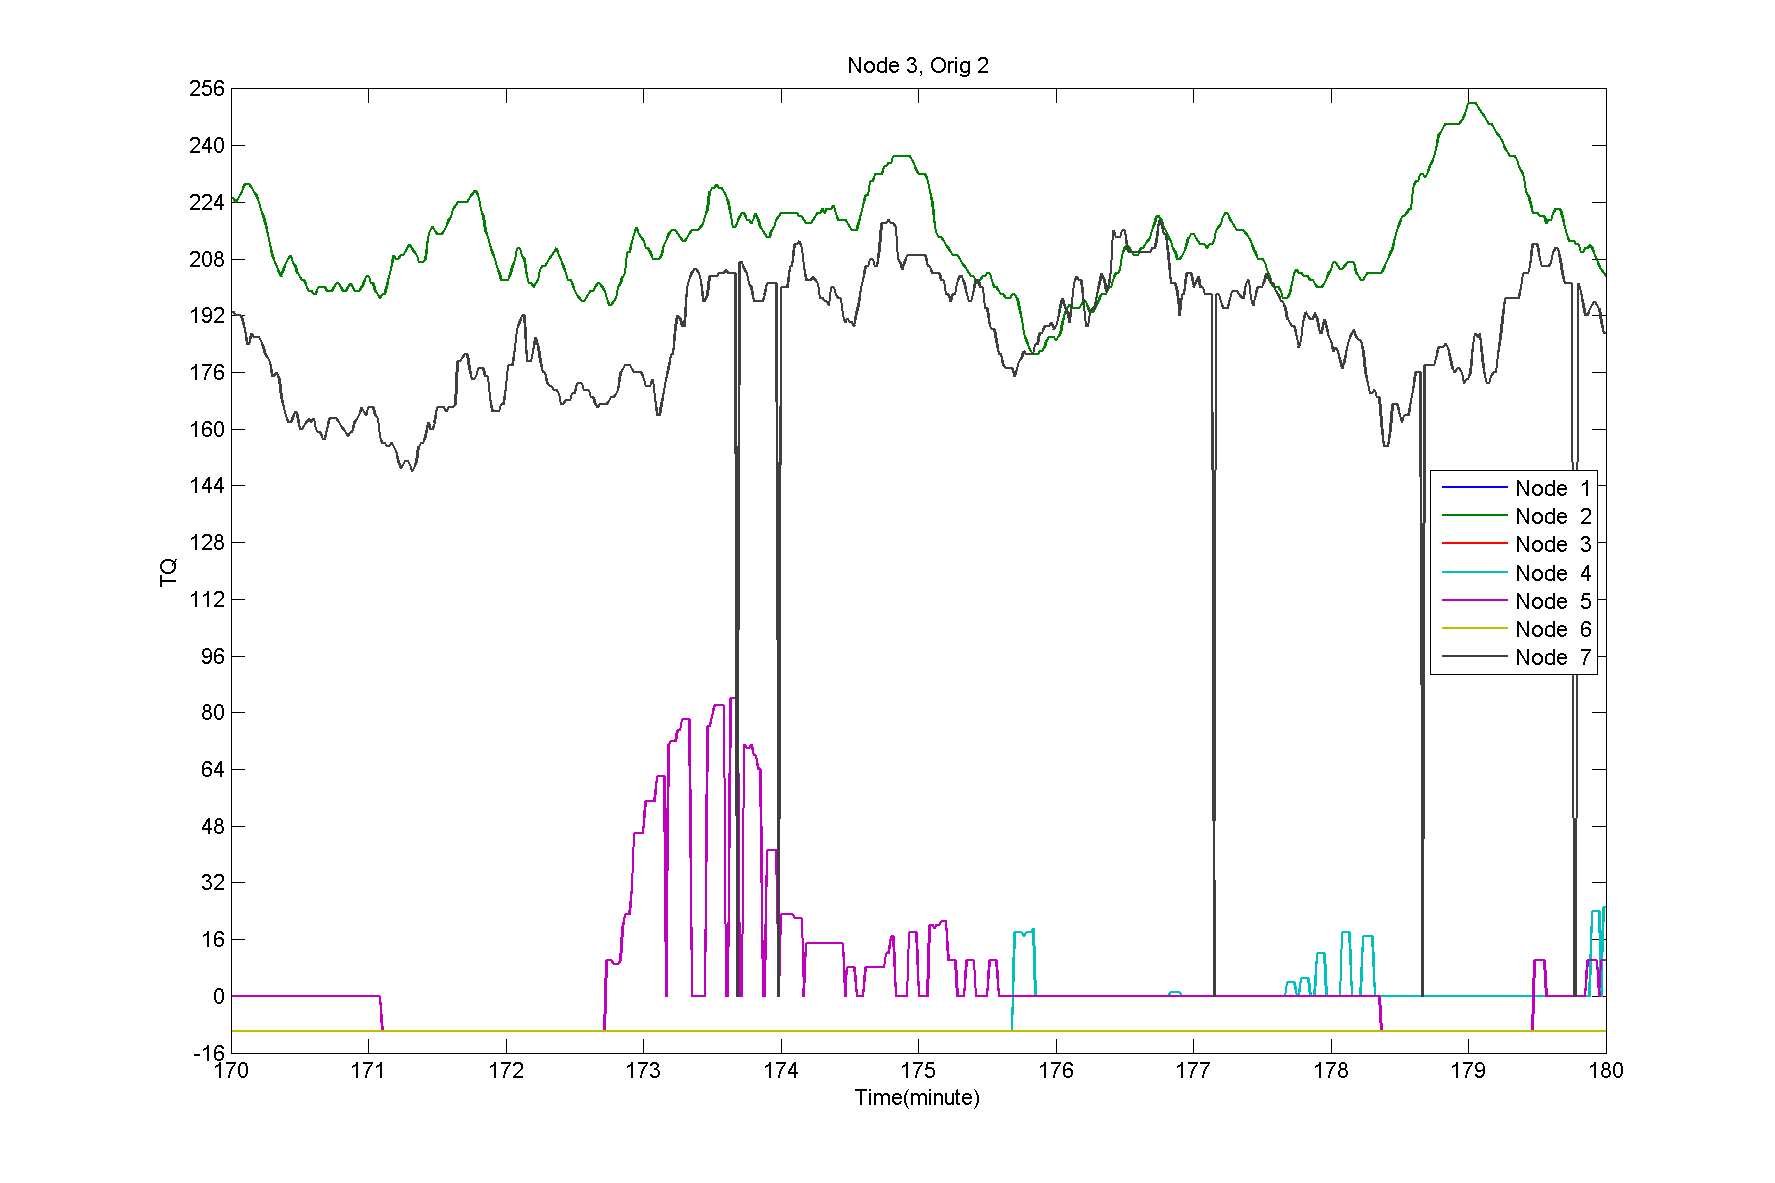 Node 3, Orig 2
256
240
224
208
192
176
160
144
128
112
96
80
64
48
32
16
0
-16
TQ
Node 1
Node 2
Node 3
Node 4
Node 5
Node 6
Node 7
170 171 172 173 174 175 176 177 178 179 180
Time(minute)